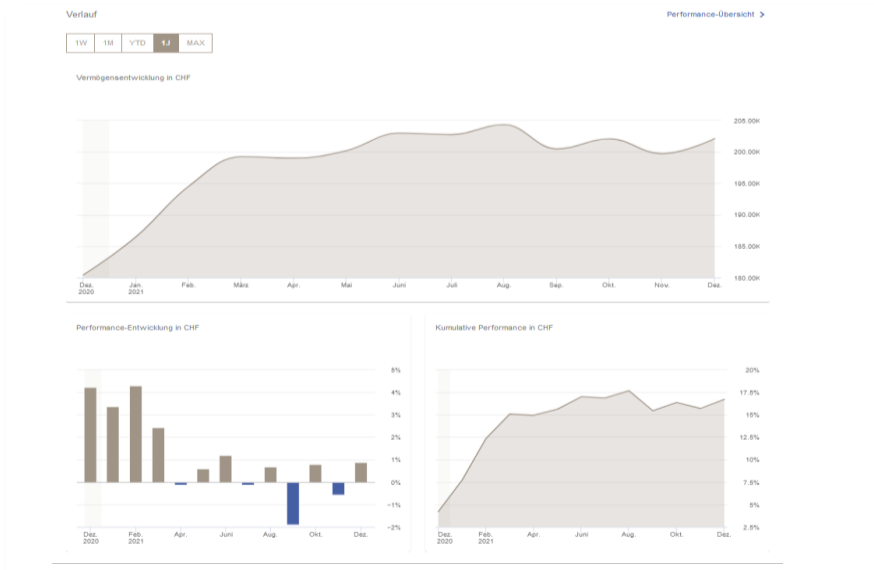 Verlauf
Performance-Übersicht
1W 1M YTD 1J MAX
Vermögensentwicklung in CHF
205.00K
200.00K
195.00K
190.00K
185.00K
180.00K
Dez. Jan. Feb. März Apr. Mai Juni Juli Aug. Sep. Okt. Nov. Dez.
2020 2021
Performance-Entwicklung in CHF
5%
4%
3%
2%
1%
0%
-1%
-2%
Dez. Feb. Apr. Juni Aug. Okt. Dez.
2020 2021
Kumulative Performance in CHF
20%
17.5%
15%
12.5%
10%
7.5%
5%
2.5%
Dez. Feb. Apr. Juni Aug. Okt. Dez.
2020 2021